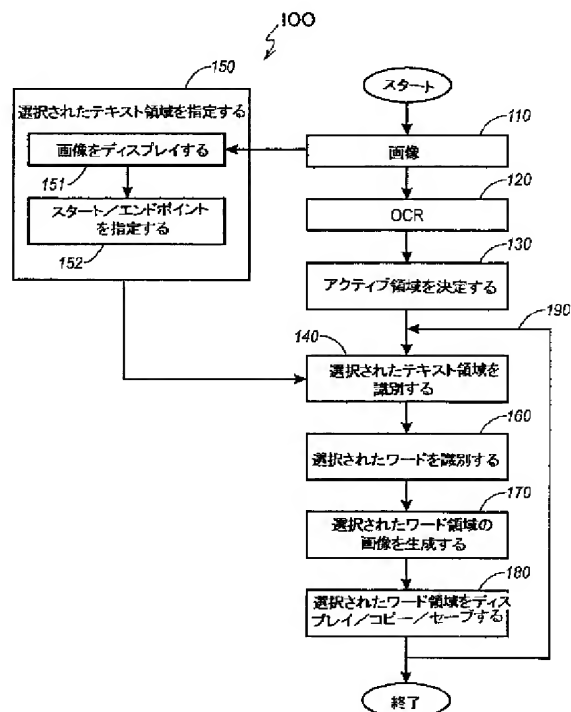 100
150
選択されたテキスト領域を指定する
画像をディスプレイする
151
スタート/エンドポイント
を指定する
152
スタート
110
画像
120
OCR
130
アクティブ領域を決定する
190
140
選択されたテキスト領域を
識別する
160
選択されたワードを識別する
170
選択されたワード領域の
画像を生成する
180
選択されたワード領域をディス
プレイ/コピー/セーブする
終了